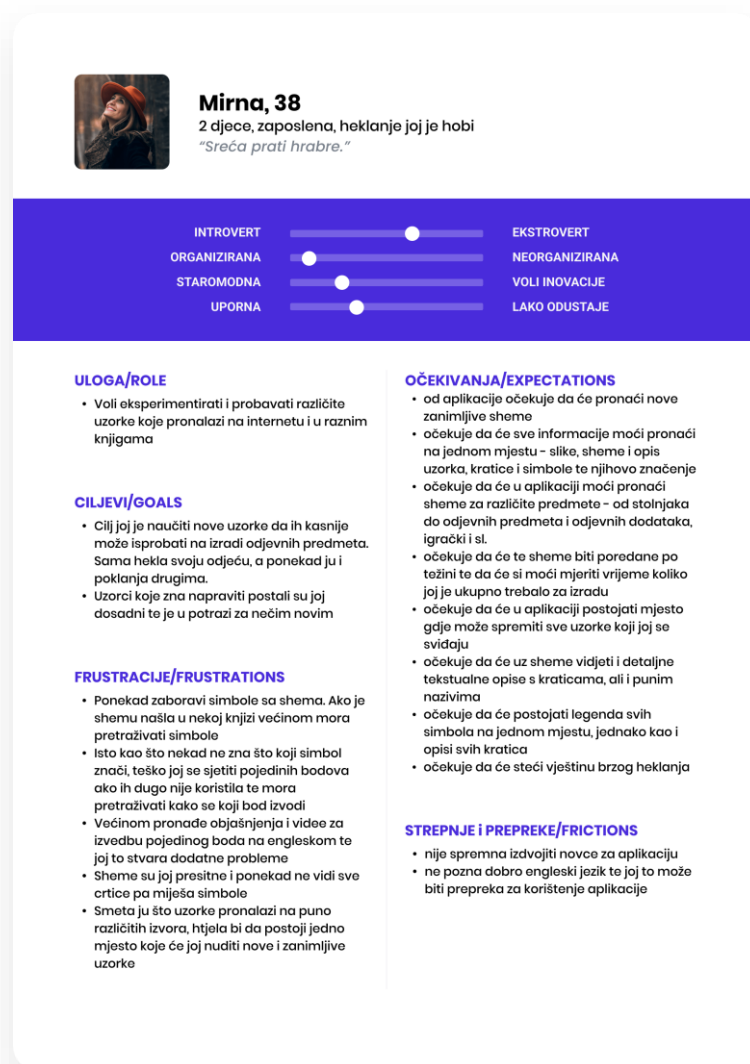 Mirna, 38
2 djece, zaposlena, heklanje joj je hobi
“Sreća prati hrabre.”
INTROVERT EKSTROVERT
ORGANIZIRANA NEORGANIZIRANA
STAROMODNA VOLI INOVACIJE
UPORNA LAKO ODUSTAJE
ULOGA/ROLE
• Voli eksperimentirati i probavati različite
uzorke koje pronalazi na internetu i u raznim
knjigama
CILJEVI/GOALS
• Cilj joj je naučiti nove uzorke da ih kasnije
može isprobati na izradi odjevnih predmeta.
Sama hekla svoju odjeću, a ponekad ju i
poklanja drugima.
• Uzorci koje zna napraviti postali su joj
dosadni te je u potrazi za nečim novim
FRUSTRACIJE/FRUSTRATIONS
• Ponekad zaboravi simbole sa shema. Ako je
shemu našla u nekoj knjizi većinom mora
pretraživati simbole
• Isto kao što nekad ne zna što koji simbol
znači, teško joj se sjetiti pojedinih bodova
ako ih dugo nije koristila te mora
pretraživati kako se koji bod izvodi
• Većinom pronađe objašnjenja i videe za
izvedbu pojedinog boda na engleskom te
joj to stvara dodatne probleme
• Sheme su joj presitne i ponekad ne vidi sve
crtice pa miješa simbole
• Smeta ju što uzorke pronalazi na puno
različitih izvora, htjela bi da postoji jedno
mjesto koje će joj nuditi nove i zanimljive
uzorke
OČEKIVANJA/EXPECTATIONS
• od aplikacije očekuje da će pronaći nove
zanimljive sheme
• očekuje da će sve informacije moći pronaći
na jednom mjestu - slike, sheme i opis
uzorka, kratice i simbole te njihovo značenje
• očekuje da će u aplikaciji moći pronaći
sheme za različite predmete - od stolnjaka
do odjevnih predmeta i odjevnih dodataka,
igrački i sl.
• očekuje da će te sheme biti poredane po
težini te da će si moći mjeriti vrijeme koliko
joj je ukupno trebalo za izradu
• očekuje da će u aplikaciji postojati mjesto
gdje može spremiti sve uzorke koji joj se
sviđaju
• očekuje da će uz sheme vidjeti i detaljne
tekstualne opise s kraticama, ali i punim
nazivima
• očekuje da će postojati legenda svih
simbola na jednom mjestu, jednako kao i
opisi svih kratica
• očekuje da će steći vještinu brzog heklanja
STREPNJE i PREPREKE/FRICTIONS
• nije spremna izdvojiti novce za aplikaciju
• ne pozna dobro engleski jezik te joj to može
biti prepreka za korištenje aplikacije